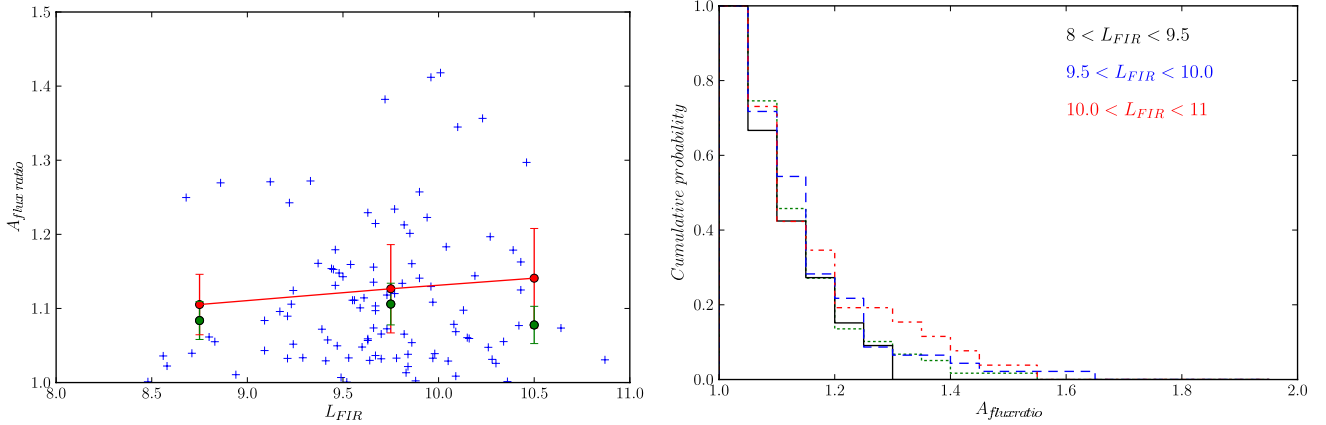 1.5
1.4
1.3
1.2
1.1
1.0
A_{flux ratio}
8.0 8.5 9.0 9.5 10.0 10.5 11.0
L_{FIR}
1.0
0.8
0.6
0.4
0.2
0.0
Cumulative probability
8 < L_{FIR} < 9.5
9.5 < L_{FIR} < 10.0
10.0 < L_{FIR} < 11
1.0 1.2 1.4 1.6 1.8 2.0
A_{fluxratio}